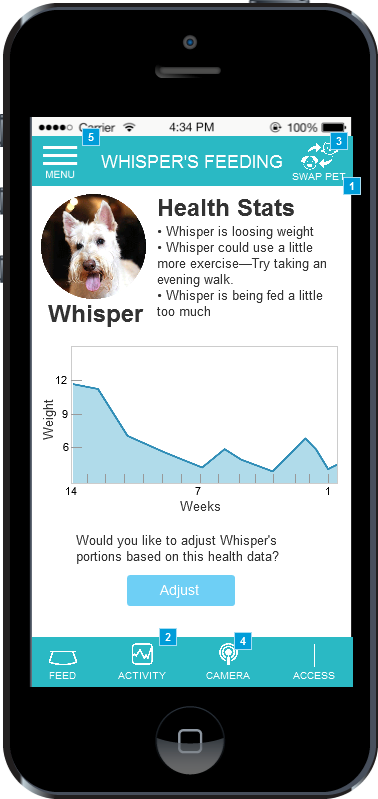 Carrier 4:34 PM 100%
5
3
MENU WHISPER'S FEEDING SWAP PET
1
Health Stats
• Whisper is loosing weight
• Whisper could use a little
more exercise—Try taking an
evening walk.
• Whisper is being fed a little
too much
Whisper
12
9
6
Weight
14 7 1
Weeks
Would you like to adjust Whisper's
portions based on this health data?
Adjust
2 4
FEED ACTIVITY CAMERA ACCESS